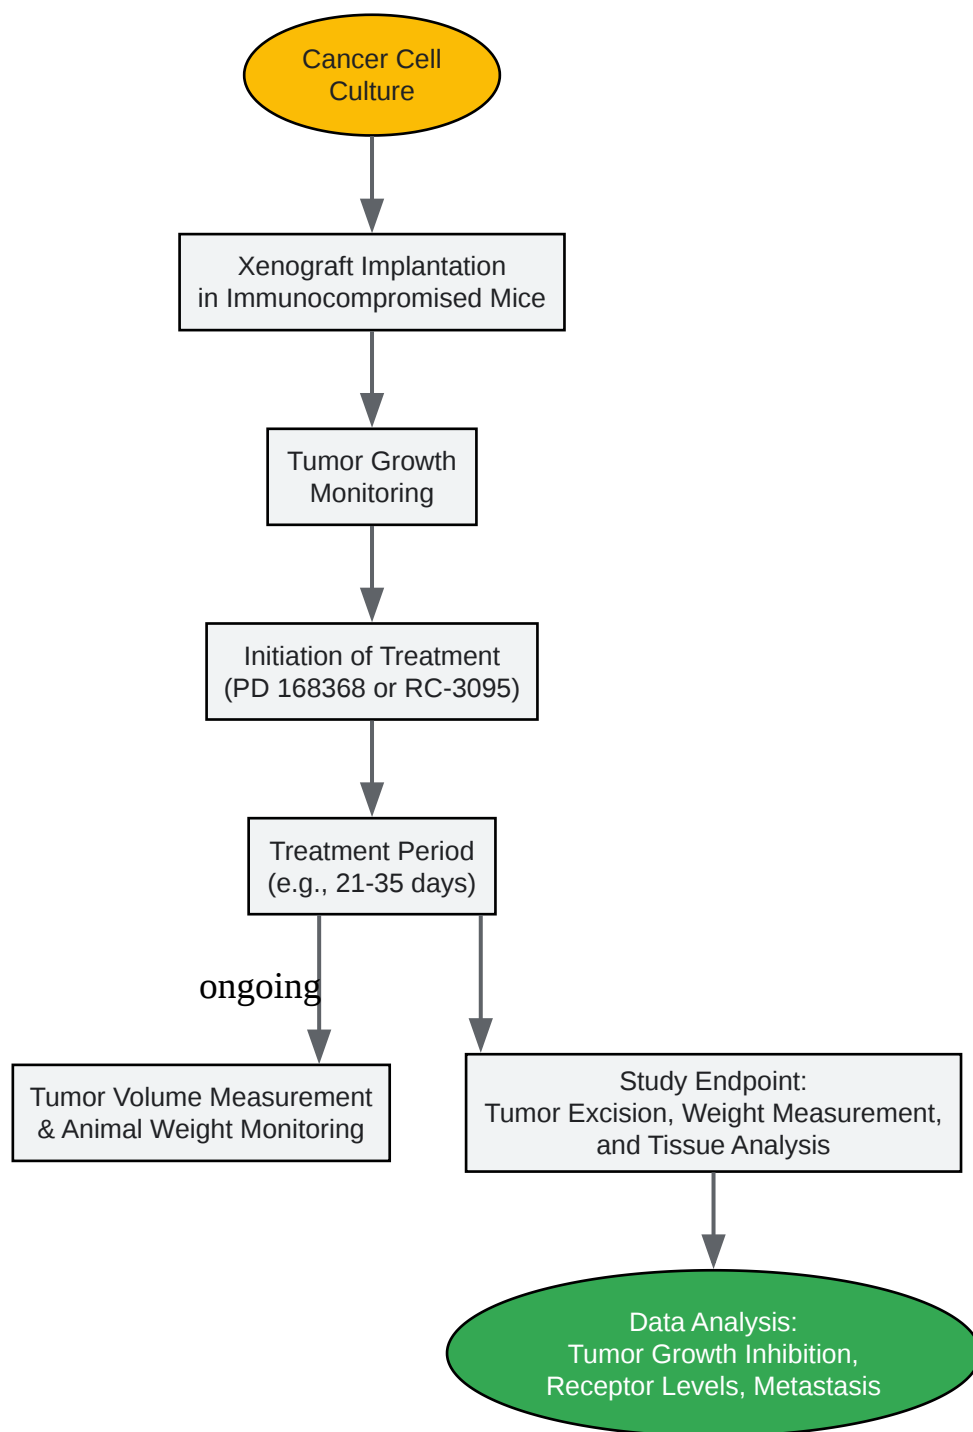 Cancer Cell
Culture
Xenograft Implantation
in Immunocompromised Mice
Tumor Growth
Monitoring
Initiation of Treatment
(PD 168368 or RC-3095)
Treatment Period
(e.g., 21-35 days)
ongoing
Tumor Volume Measurement
& Animal Weight Monitoring
Study Endpoint:
Tumor Excision, Weight Measurement,
and Tissue Analysis
Data Analysis:
Tumor Growth Inhibition,
Receptor Levels, Metastasis